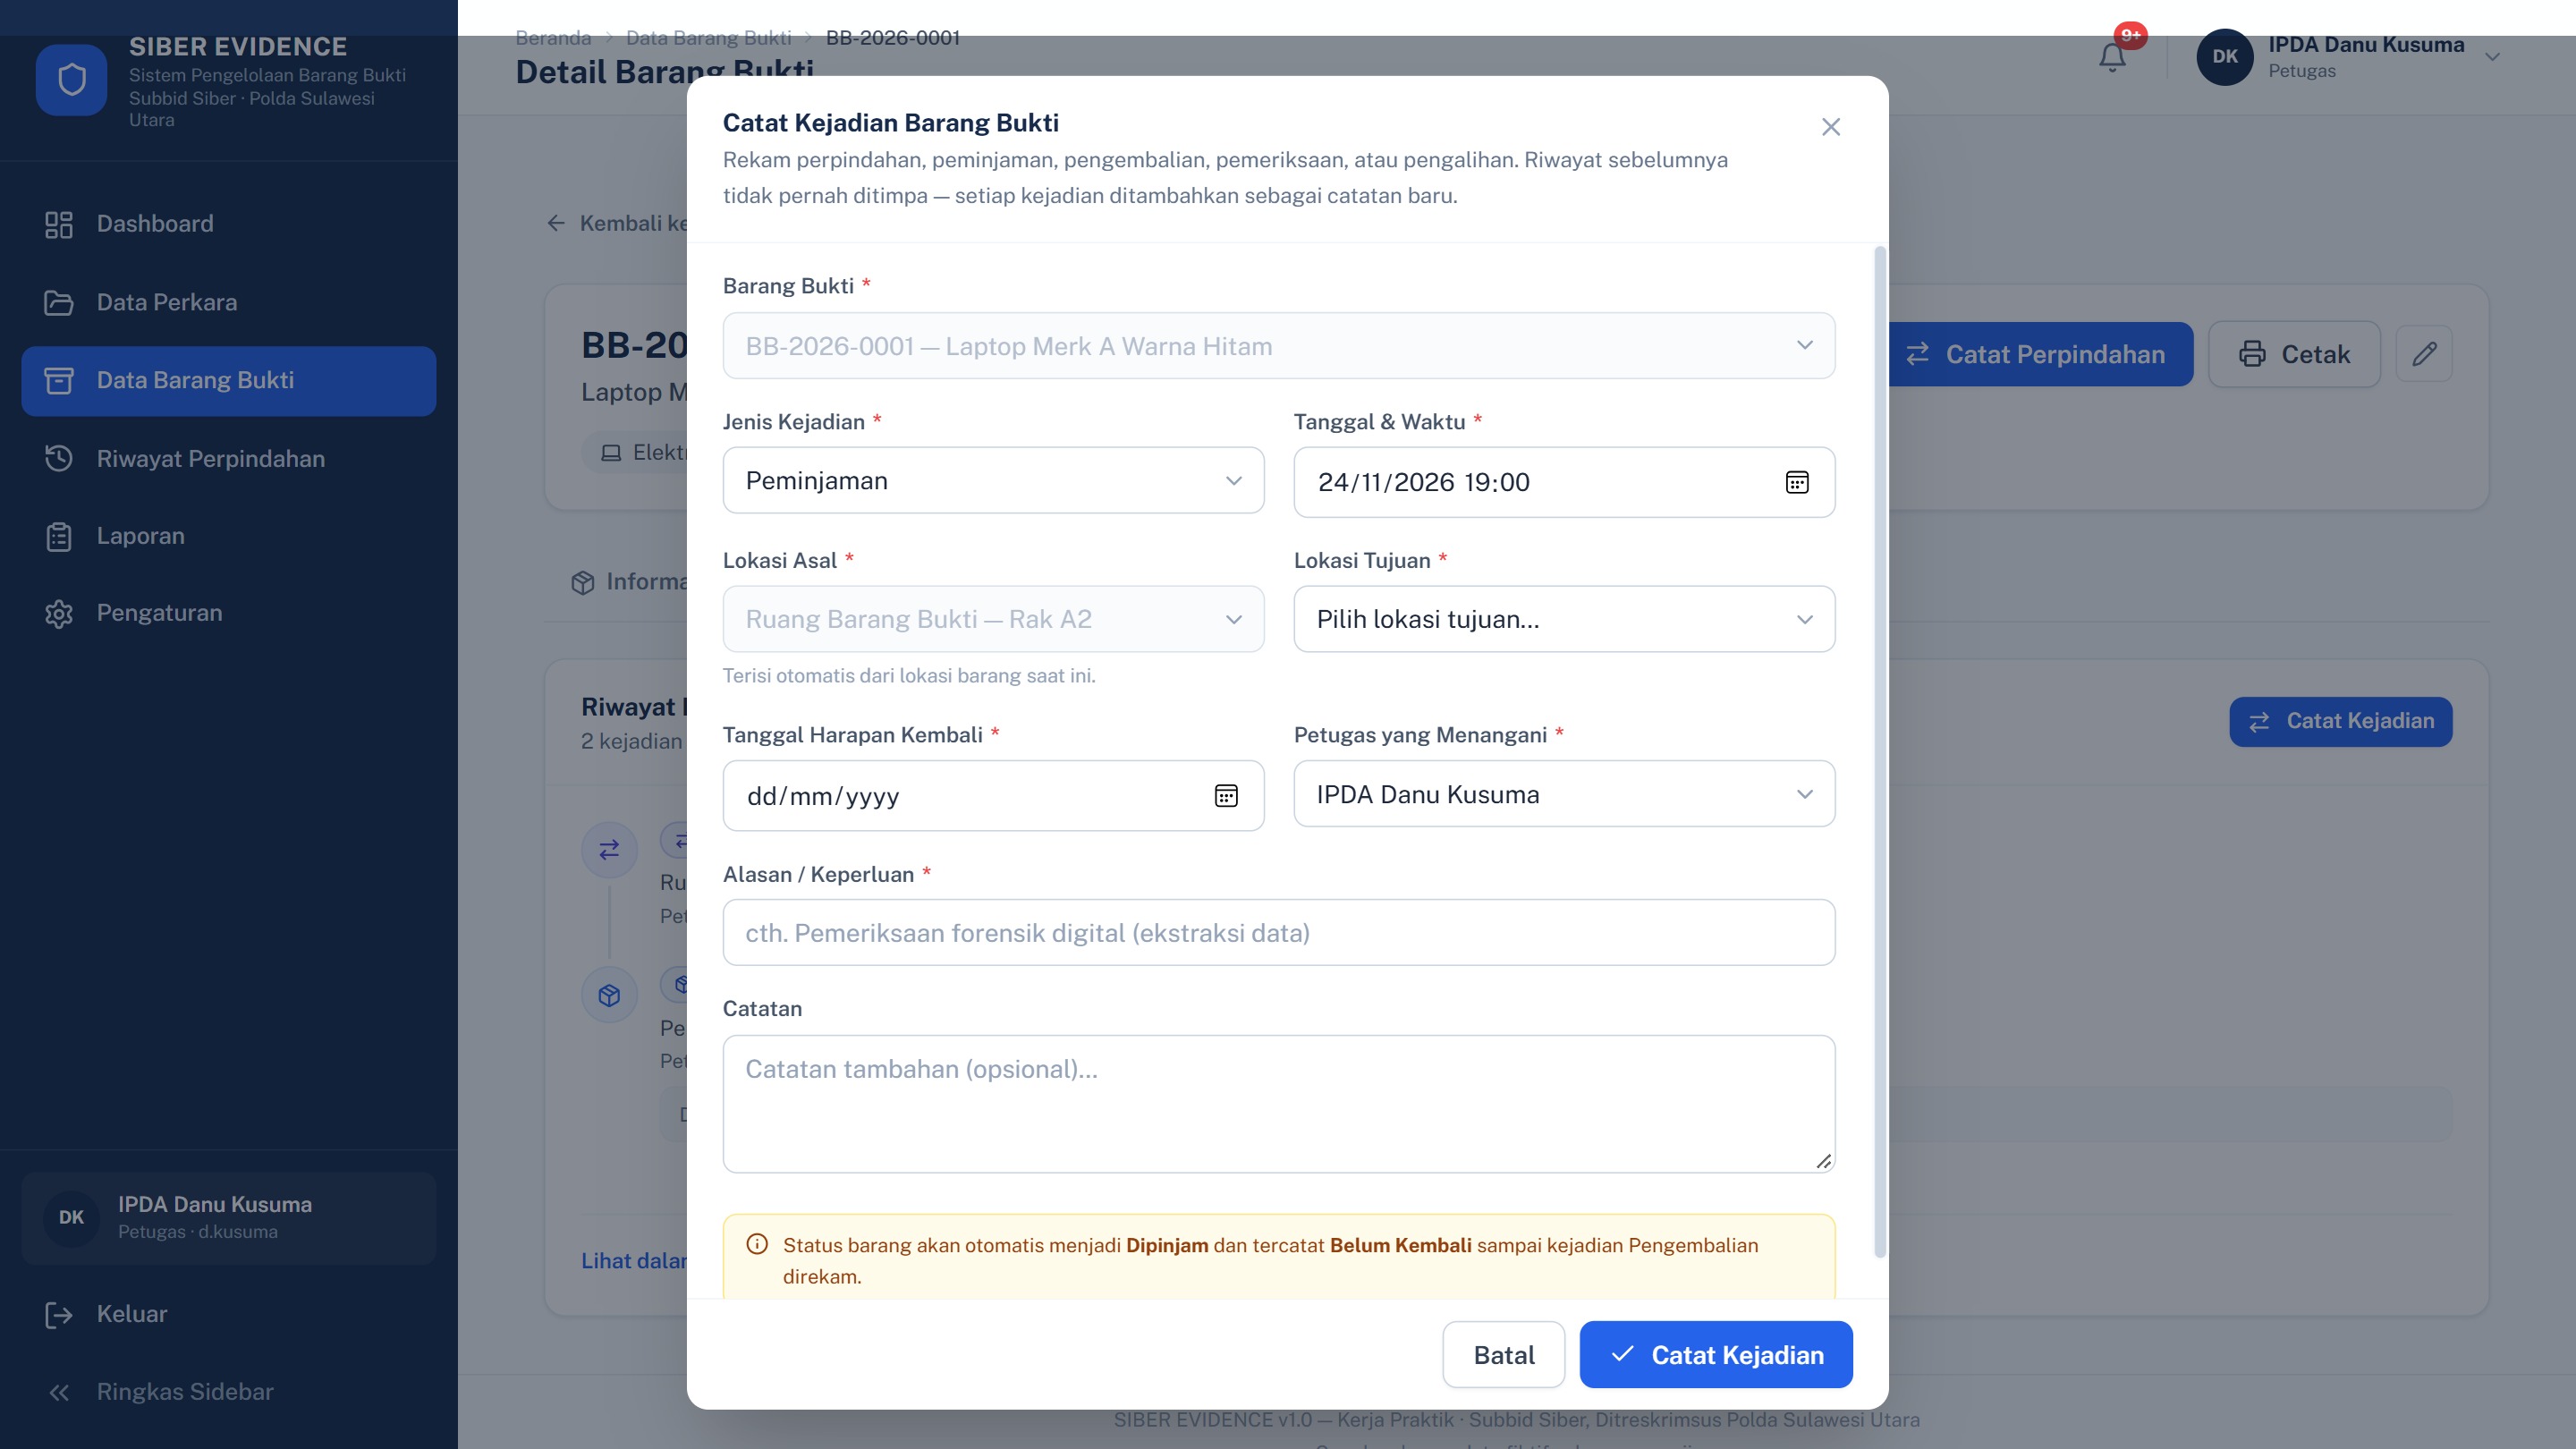 SIBER EVIDENCE
Sistem Pengelolaan Barang Bukti
Subbid Siber · Polda Sulawesi
Utara
Dashboard
Data Perkara
Data Barang Bukti
Riwayat Perpindahan
Laporan
Pengaturan
DK
IPDA Danu Kusuma
Petugas · d.kusuma
Keluar
Ringkas Sidebar
Beranda > Data Barang Bukti > BB-2026-0001
Detail Barang Bukti
9+
DK
IPDA Danu Kusuma
Petugas
Kembali ke
BB-20
Laptop M
Elekt
Catat Perpindahan
Cetak
Informa
Riwayat
2 kejadian
Catat Kejadian
Ru
Pet
Pe
Pet
Lihat dalar
Catat Kejadian Barang Bukti
Rekam perpindahan, peminjaman, pengembalian, pemeriksaan, atau pengalihan. Riwayat sebelumnya
tidak pernah ditimpa — setiap kejadian ditambahkan sebagai catatan baru.
Barang Bukti *
BB-2026-0001 — Laptop Merk A Warna Hitam
Jenis Kejadian *
Peminjaman
Tanggal & Waktu *
24/11/2026 19:00
Lokasi Asal *
Ruang Barang Bukti — Rak A2
Terisi otomatis dari lokasi barang saat ini.
Lokasi Tujuan *
Pilih lokasi tujuan...
Tanggal Harapan Kembali *
dd/mm/yyyy
Petugas yang Menangani *
IPDA Danu Kusuma
Alasan / Keperluan *
cth. Pemeriksaan forensik digital (ekstraksi data)
Catatan
Catatan tambahan (opsional)...
Status barang akan otomatis menjadi Dipinjam dan tercatat Belum Kembali sampai kejadian Pengembalian
direkam.
Batal
Catat Kejadian
SIBER EVIDENCE v1.0 — Kerja Praktik · Subbid Siber, Ditreskrimsus Polda Sulawesi Utara